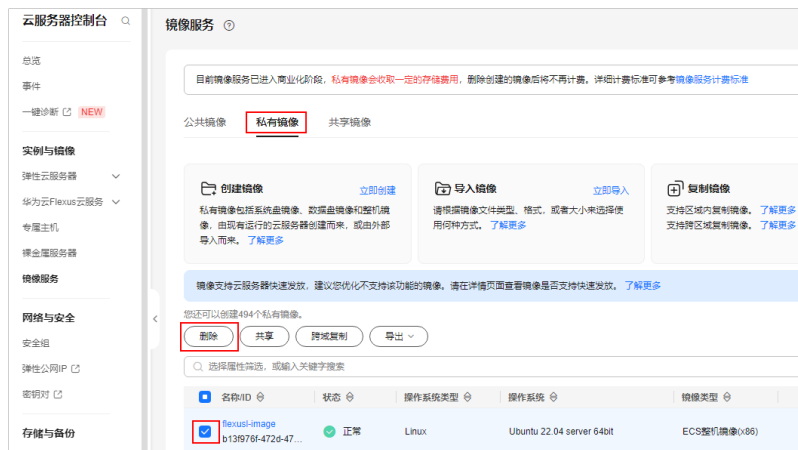 云服务器控制台
总览
事件
一键诊断 NEW
实例与镜像
弹性云服务器
华为云Flexus云服务
专属主机
裸金属服务器
镜像服务
网络与安全
安全组
弹性公网IP
密钥对
存储与备份
镜像服务
目前镜像服务已进入商业化阶段，私有镜像会收取一定的存储费用，删除创建的镜像后将不再计费。详细计费标准可参考镜像服务计费标准
公共镜像 私有镜像 共享镜像
创建镜像 立即创建
私有镜像包括系统盘镜像、数据盘镜像和整机镜
像，由现有运行的云服务器创建而来，或由外部
导入而来。 了解更多
导入镜像 立即导入
请根据镜像文件类型、格式，或者大小来选择使
用何种方式。 了解更多
复制镜像
支持区域内复制镜像。 了解更多
支持跨区域复制镜像。 了解更多
镜像支持云服务器快速发放，建议您优化不支持该功能的镜像。请在详情页面查看镜像是否支持快速发放。 了解更多
您还可以创建494个私有镜像。
删除 共享 跨域复制 导出
选择属性筛选，或输入关键字搜索
名称/ID 状态 操作系统类型 操作系统 镜像类型
flexusl-image
b13f976f-472d-47... 正常 Linux Ubuntu 22.04 server 64bit ECS整机镜像(x86)